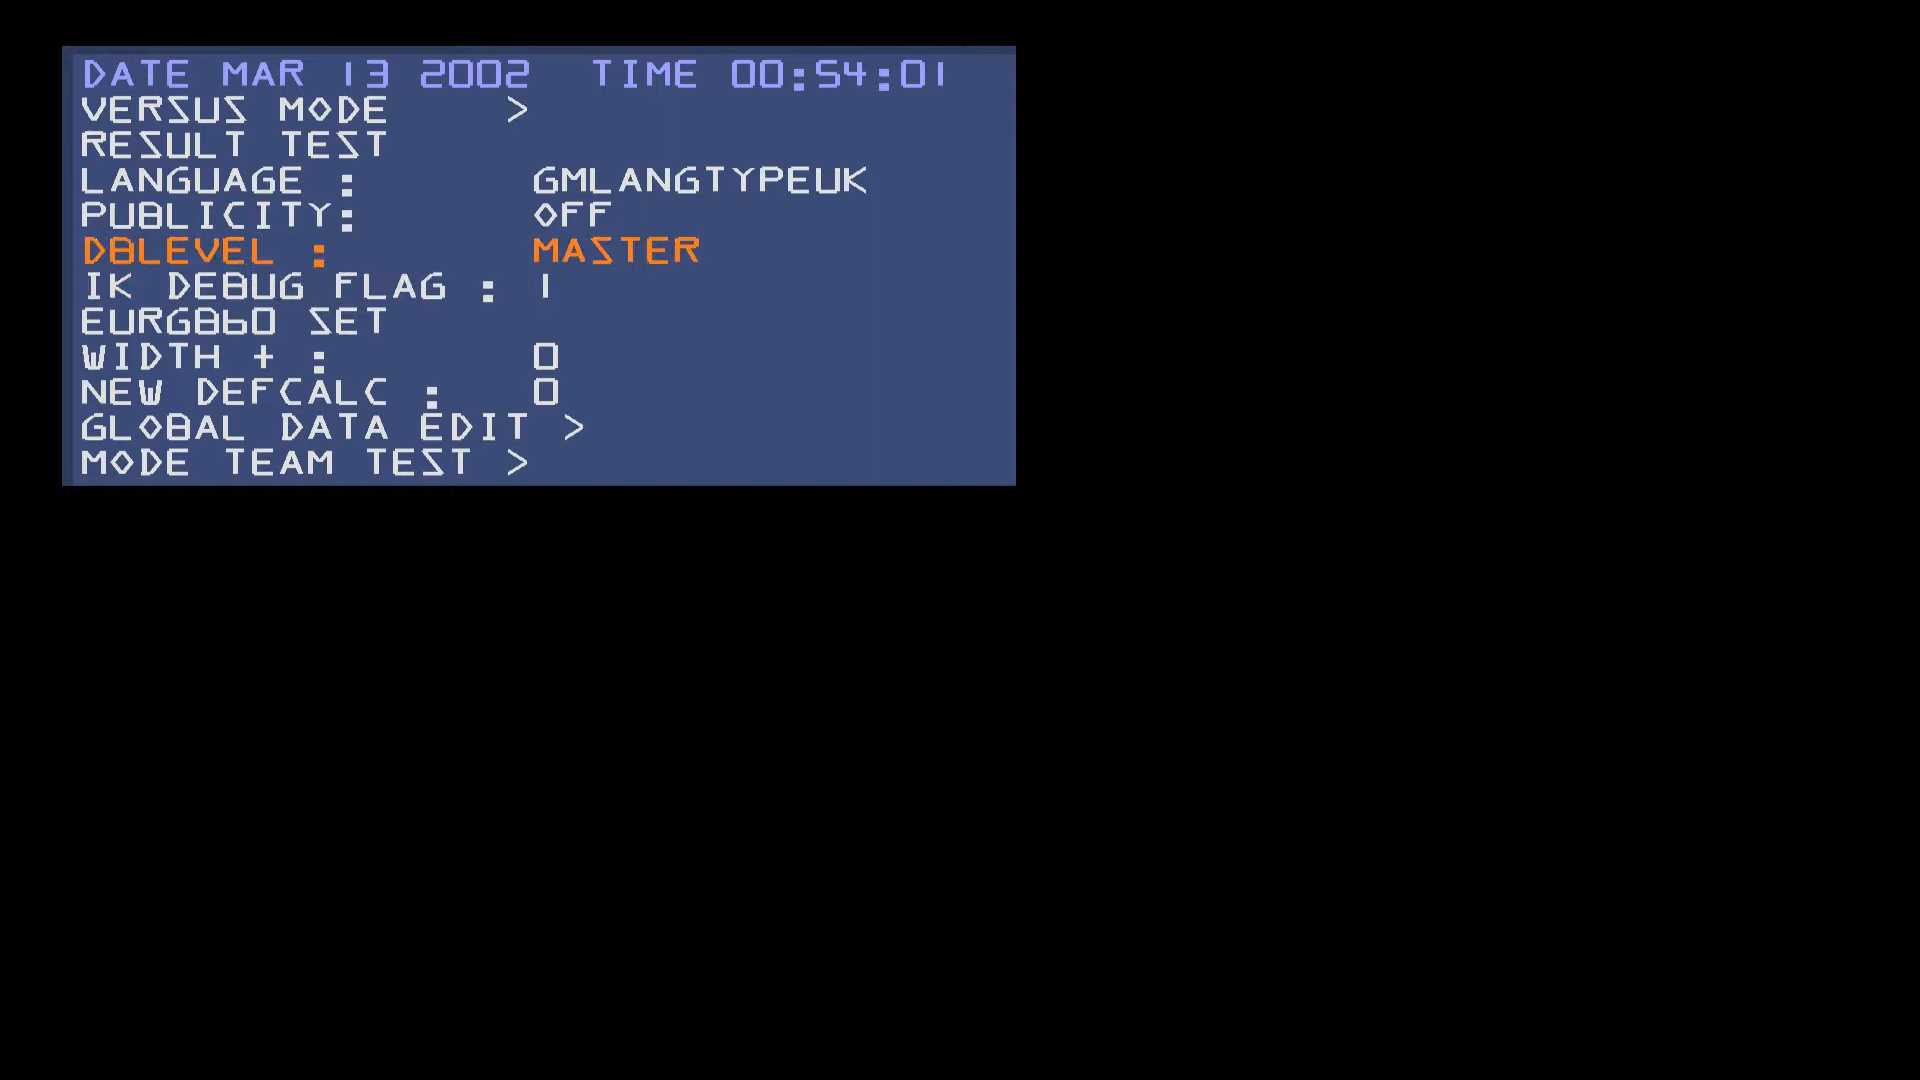 DATE MAR 13 2002 TIME 00:54:01
VERSUS MODE >
RESULT TEST
LANGUAGE : GMLANGTYPEUK
PUBLICITY: OFF
DBLEVEL : MASTER
IK DEBUG FLAG : 1
EURGB60 SET
WIDTH + : 0
NEW DEFCALC : 0
GLOBAL DATA EDIT >
MODE TEAM TEST >